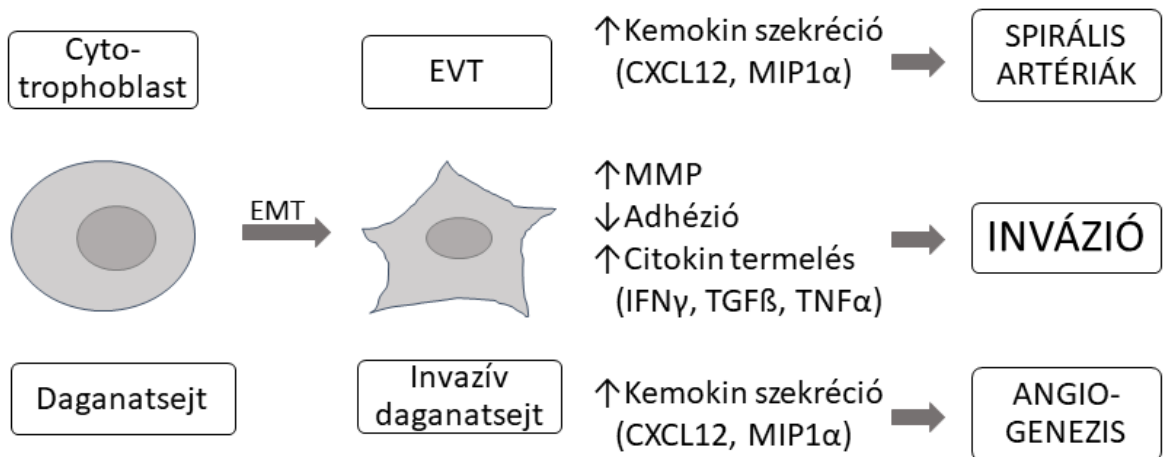 Cyto-
trophoblast
EVT
↑Kemokin szekréció
(CXCL12, MIP1α)
SPIRÁLIS
ARTÉRIÁK
EMT
↑MMP
↓Adhézió
↑Citokin termelés
(IFNγ, TGFß, TNFα)
INVÁZIÓ
Daganatsejt
Invazív
daganatsejt
↑Kemokin szekréció
(CXCL12, MIP1α)
ANGIO-
GENEZIS